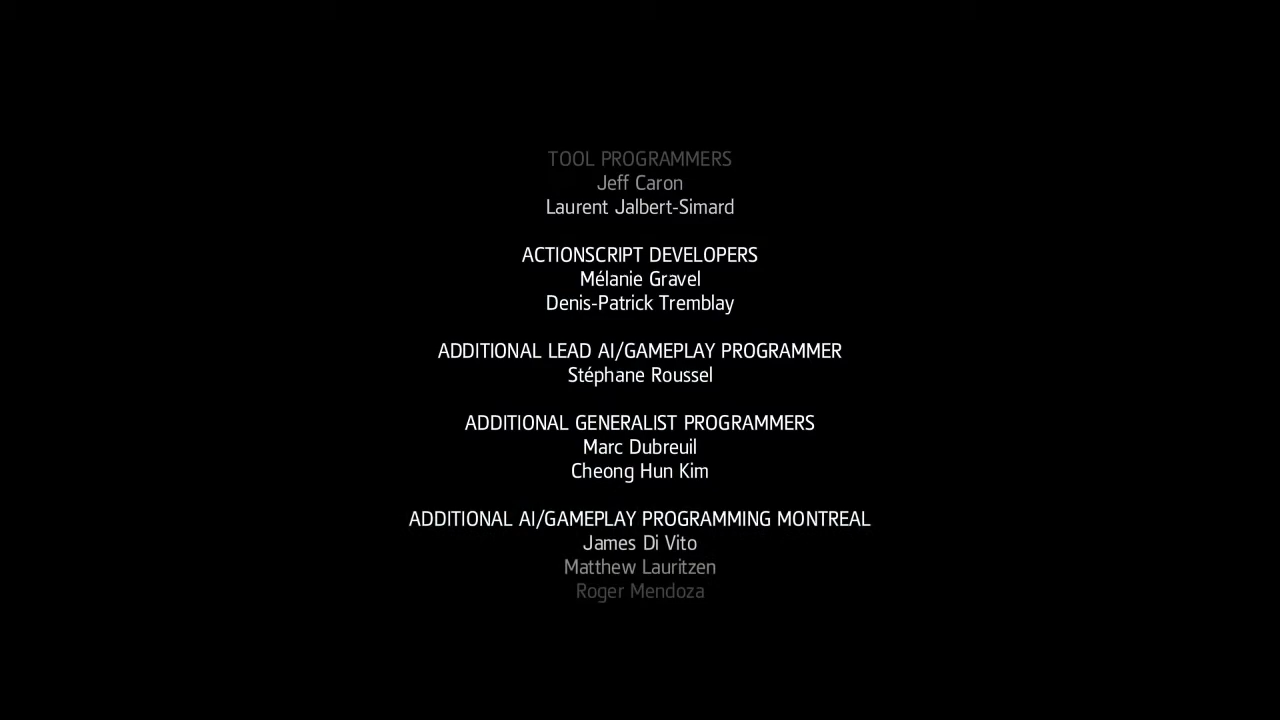 TOOL PROGRAMMERS
Jeff Caron
Laurent Jalbert-Simard
ACTIONSCRIPT DEVELOPERS
Mélanie Gravel
Denis-Patrick Tremblay
ADDITIONAL LEAD AI/GAMEPLAY PROGRAMMER
Stéphane Roussel
ADDITIONAL GENERALIST PROGRAMMERS
Marc Dubreuil
Cheong Hun Kim
ADDITIONAL AI/GAMEPLAY PROGRAMMING MONTREAL
James Di Vito
Matthew Lauritzen
Roger Mendoza